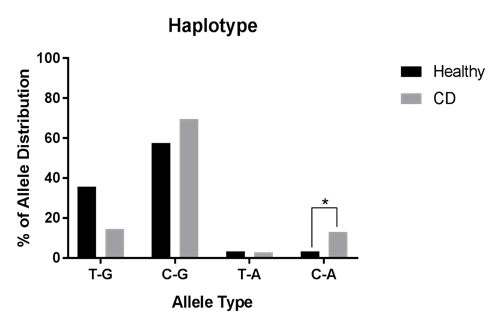 Haplotype
% of Allele Distribution
100
80
60
40
20
0
*
T-G C-G T-A C-A
Allele Type
Healthy
CD